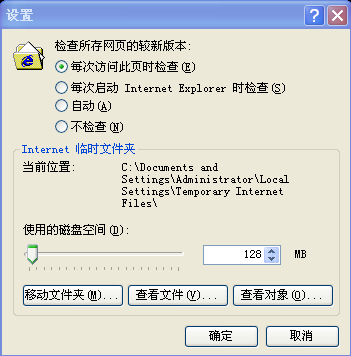 设置
检查所存网页的较新版本:
每次访问此页时检查(E)
每次启动 Internet Explorer 时检查(S)
自动(A)
不检查(N)
Internet 临时文件夹
当前位置: C:\Documents and
Settings\Administrator\Local
Settings\Temporary Internet
Files\
使用的磁盘空间(D):
128 MB
移动文件夹(M)... 查看文件(V)... 查看对象(O)...
确定 取消